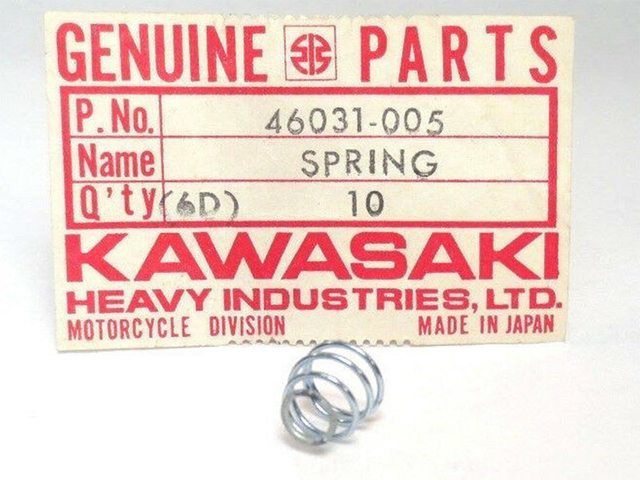 GENUINE PARTS
P.No. 46031-005
Name SPRING
Q'ty (6D) 10
KAWASAKI
HEAVY INDUSTRIES, LTD.
MOTORCYCLE DIVISION MADE IN JAPAN